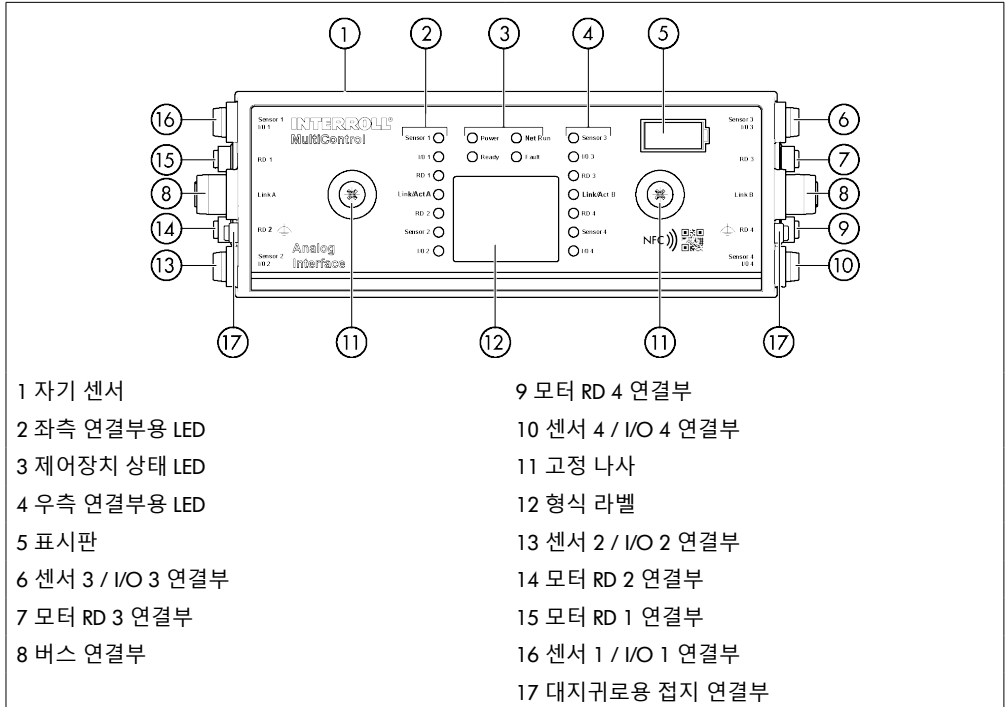 1 2 3 4 5
16 Sensor 1 I/O 1 INTERROLL® MultiControl Sensor 1 Power Net Run Sensor 3 Sensor 3 I/O 3 6
I/O 1 Ready Fault I/O 3
15 RD 1 RD 1 RD 3 RD 3 7
8 Link A Link/Act A Link/Act B Link B 8
14 RD 2 RD 2 RD 4 RD 4 9
Sensor 2 Sensor 4
Analog Interface NFC
13 Sensor 2 I/O 2 I/O 2 I/O 4 Sensor 4 I/O 4 10
17 11 12 11 17
1 자기 센서
2 좌측 연결부용 LED
3 제어장치 상태 LED
4 우측 연결부용 LED
5 표시판
6 센서 3 / I/O 3 연결부
7 모터 RD 3 연결부
8 버스 연결부
9 모터 RD 4 연결부
10 센서 4 / I/O 4 연결부
11 고정 나사
12 형식 라벨
13 센서 2 / I/O 2 연결부
14 모터 RD 2 연결부
15 모터 RD 1 연결부
16 센서 1 / I/O 1 연결부
17 대지귀로용 접지 연결부